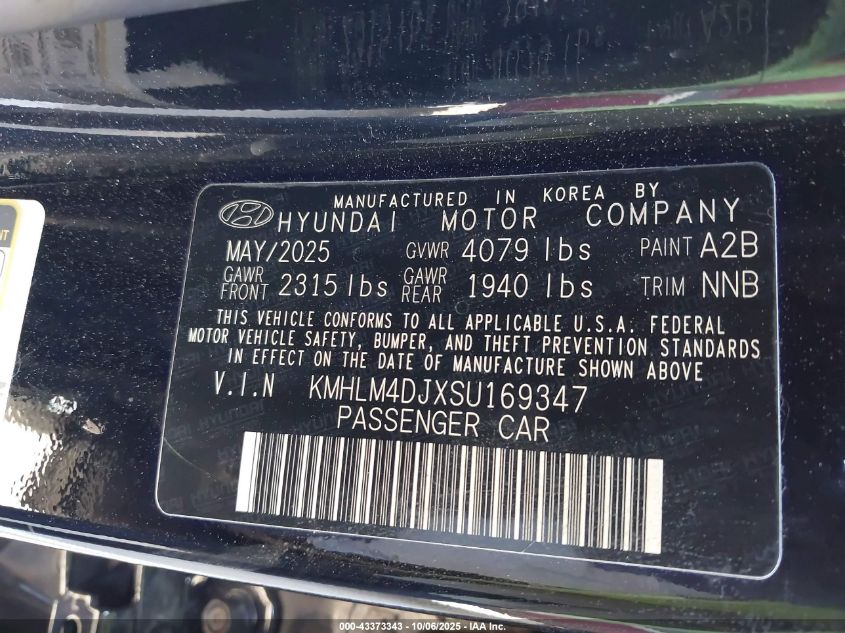 MANUFACTURED IN KOREA BY
HYUNDAI MOTOR COMPANY
MAY/2025 GVWR 4079 lbs PAINT A2B
GAWR FRONT 2315 lbs GAWR REAR 1940 lbs TRIM NNB
THIS VEHICLE CONFORMS TO ALL APPLICABLE U.S.A. FEDERAL
MOTOR VEHICLE SAFETY, BUMPER, AND THEFT PREVENTION STANDARDS
IN EFFECT ON THE DATE OF MANUFACTURE SHOWN ABOVE
V.I.N KMHLM4DJXSU169347
PASSENGER CAR
000-43373343 - 10/06/2025 - IAA Inc.